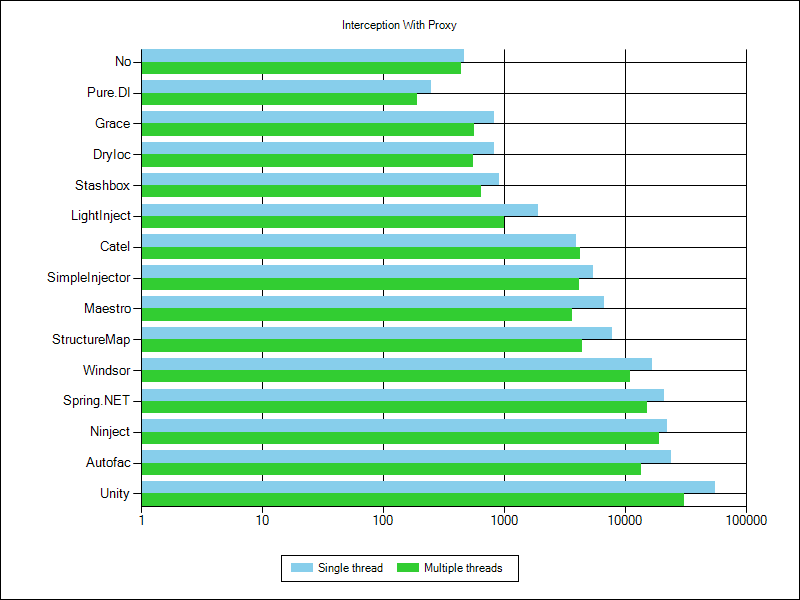 Interception With Proxy
No
Pure.DI
Grace
DryIoc
Stashbox
LightInject
Catel
SimpleInjector
Maestro
StructureMap
Windsor
Spring.NET
Ninject
Autofac
Unity
1 10 100 1000 10000 100000
Single thread Multiple threads